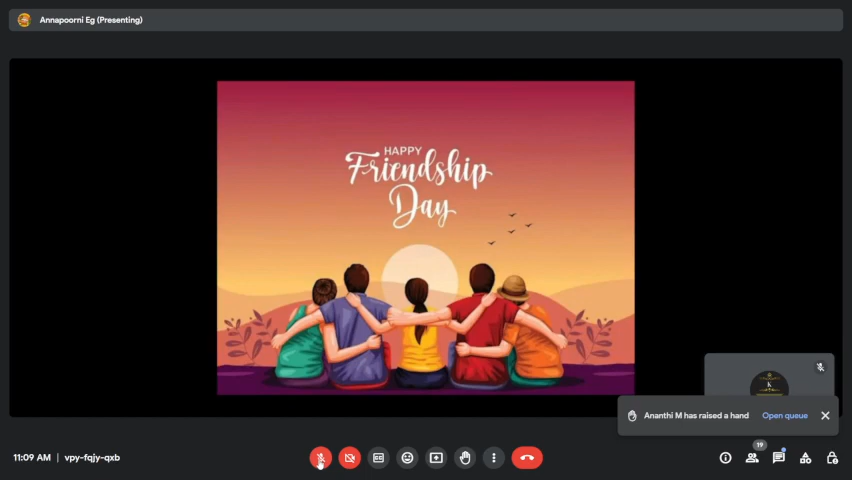 Annapoorni Eg (Presenting)
HAPPY
Friendship
Day
K
Ananthi M has raised a hand Open queue
11:09 AM | vpy-fqjy-qxb
19